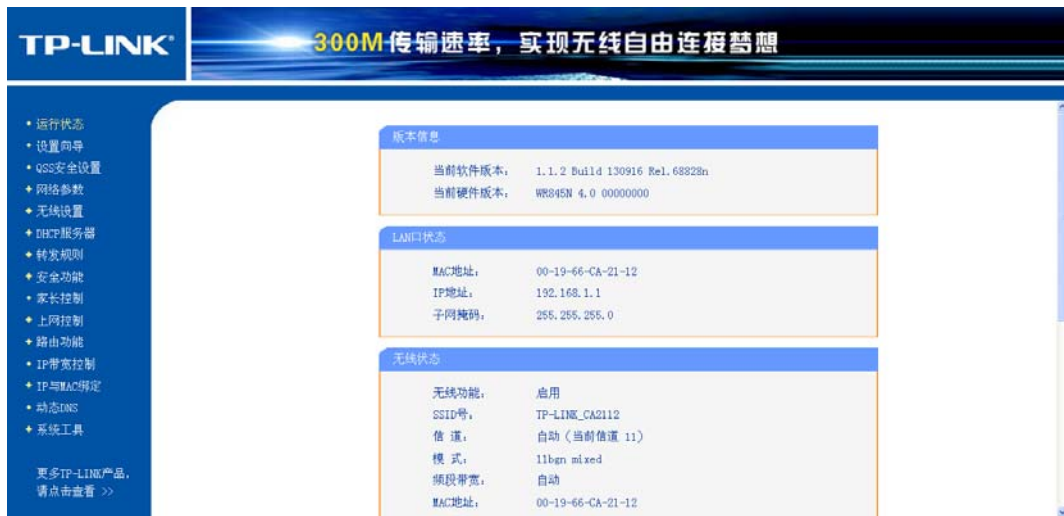 TP-LINK®
300M 传输速率，实现无线自由连接梦想
• 运行状态
• 设置向导
• QSS安全设置
+ 网络参数
+ 无线设置
+ DHCP服务器
+ 转发规则
+ 安全功能
• 家长控制
+ 上网控制
+ 路由功能
• IP带宽控制
+ IP与MAC绑定
• 动态DNS
+ 系统工具
更多TP-LINK产品，
请点击查看 >>
版本信息
当前软件版本： 1.1.2 Build 130916 Rel.68828n
当前硬件版本： WR845N 4.0 00000000
LAN口状态
MAC地址： 00-19-66-CA-21-12
IP地址： 192.168.1.1
子网掩码： 255.255.255.0
无线状态
无线功能： 启用
SSID号： TP-LINK_CA2112
信 道： 自动（当前信道 11）
模 式： 11bgn mixed
频段带宽： 自动
MAC地址： 00-19-66-CA-21-12